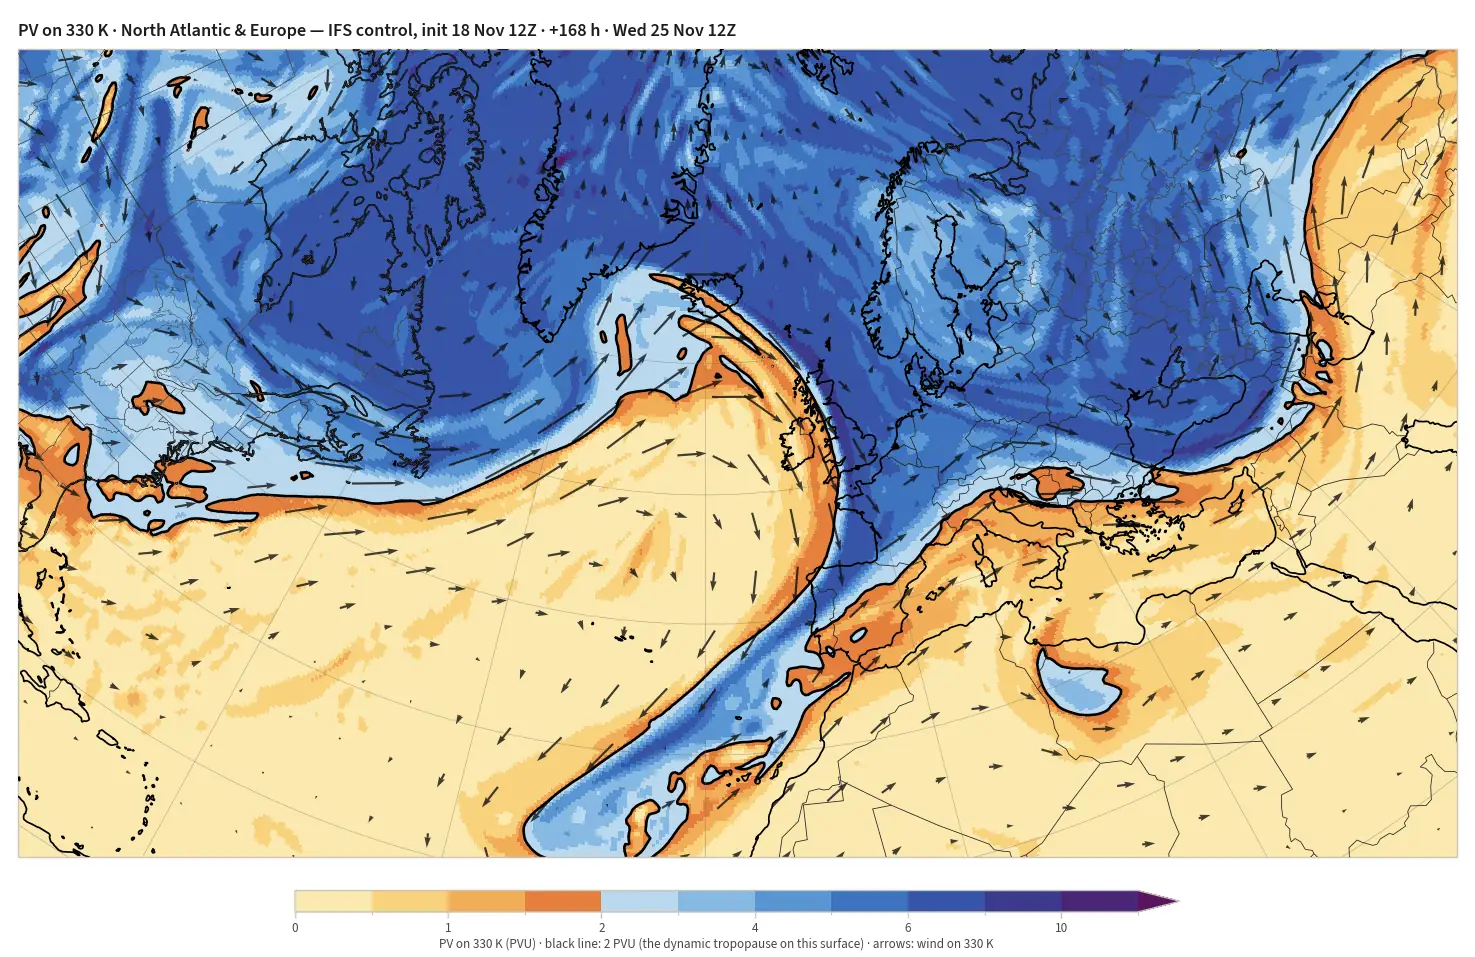 PV on 330 K · North Atlantic & Europe — IFS control, init 18 Nov 12Z · +168 h · Wed 25 Nov 12Z
0 1 2 4 6 10
PV on 330 K (PVU) · black line: 2 PVU (the dynamic tropopause on this surface) · arrows: wind on 330 K